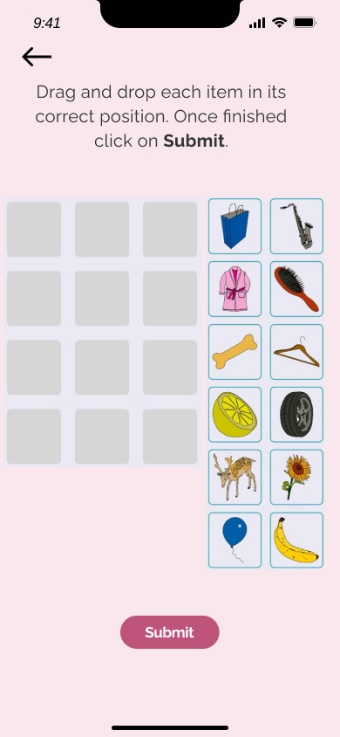 9:41
Drag and drop each item in its
correct position. Once finished
click on Submit.
Submit